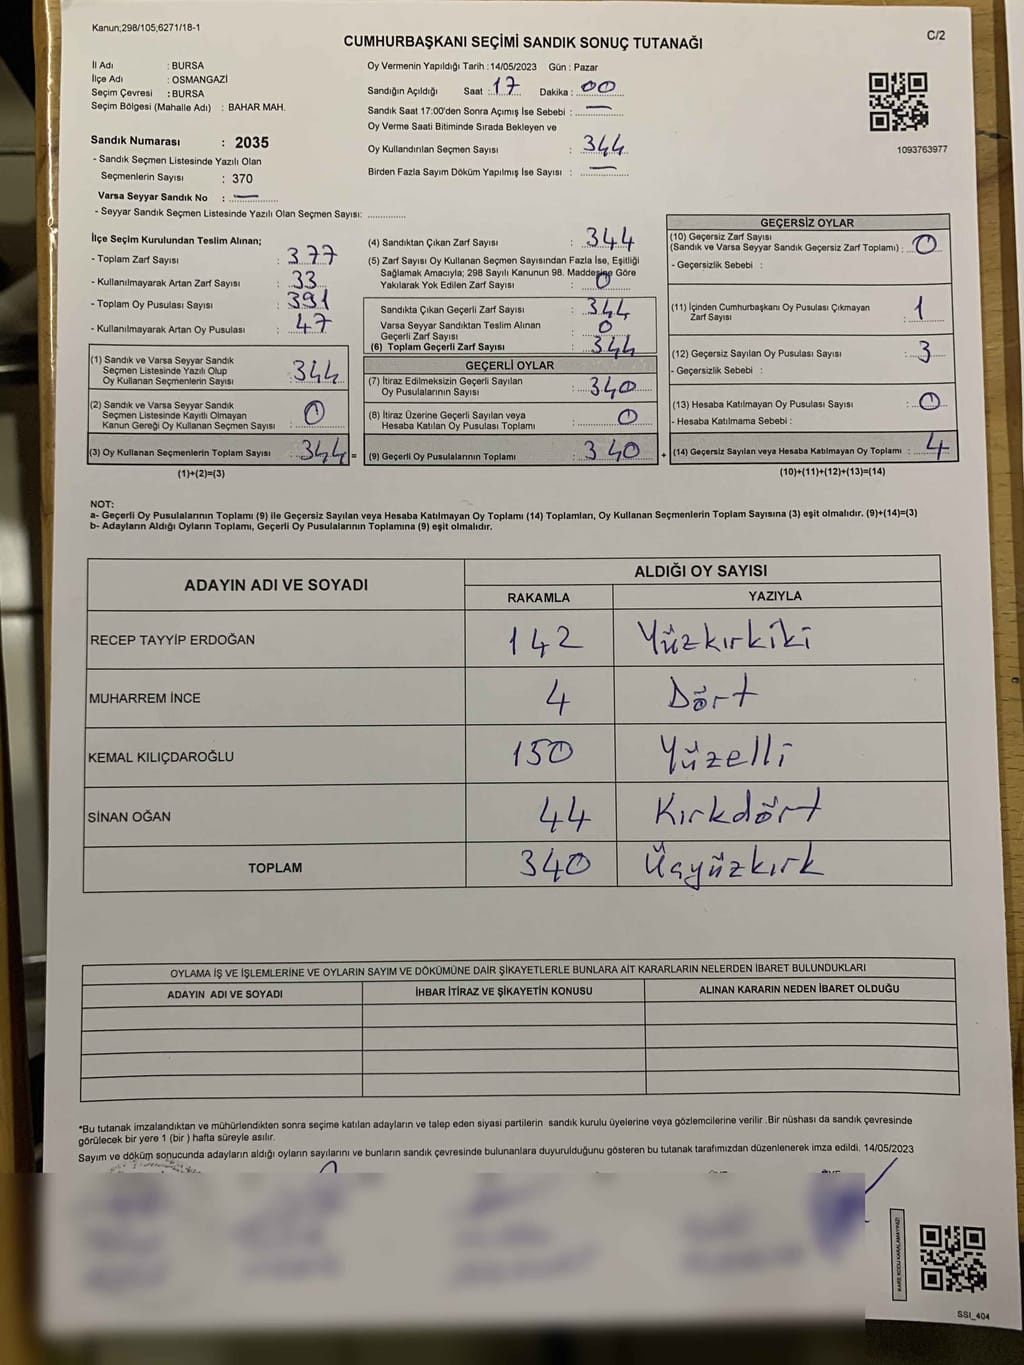 Kanun;298/105;6271/18-1
C/2
CUMHURBAŞKANI SEÇİMİ SANDIK SONUÇ TUTANAĞI
İl Adı : BURSA
İlçe Adı : OSMANGAZİ
Seçim Çevresi : BURSA
Seçim Bölgesi (Mahalle Adı) : BAHAR MAH.
Sandık Numarası : 2035
- Sandık Seçmen Listesinde Yazılı Olan
Seçmenlerin Sayısı : 370
Varsa Seyyar Sandık No : —
- Seyyar Sandık Seçmen Listesinde Yazılı Olan Seçmen Sayısı: ...............
Oy Vermenin Yapıldığı Tarih : 14/05/2023 Gün : Pazar
Sandığın Açıldığı Saat : 17 Dakika : 00
Sandık Saat 17:00'den Sonra Açımış İse Sebebi : —
Oy Verme Saati Bitiminde Sırada Bekleyen ve
Oy Kullandırılan Seçmen Sayısı : 344
Birden Fazla Sayım Döküm Yapılmış İse Sayısı : —
1093763977
İlçe Seçim Kurulundan Teslim Alınan;
- Toplam Zarf Sayısı : 377
- Kullanılmayarak Artan Zarf Sayısı : 33
- Toplam Oy Pusulası Sayısı : 391
- Kullanılmayarak Artan Oy Pusulası : 47
(1) Sandık ve Varsa Seyyar Sandık
Seçmen Listesinde Yazılı Olup
Oy Kullanan Seçmenlerin Sayısı : 344
(2) Sandık ve Varsa Seyyar Sandık
Seçmen Listesinde Kayıtlı Olmayan
Kanun Gereği Oy Kullanan Seçmen Sayısı : 0
(3) Oy Kullanan Seçmenlerin Toplam Sayısı : 344 =
(1)+(2)=(3)
(4) Sandıktan Çıkan Zarf Sayısı : 344
(5) Zarf Sayısı Oy Kullanan Seçmen Sayısından Fazla İse, Eşitliği
Sağlamak Amacıyla; 298 Sayılı Kanunun 98. Maddesine Göre
Yakılarak Yok Edilen Zarf Sayısı : 0
Sandıkta Çıkan Geçerli Zarf Sayısı : 344
Varsa Seyyar Sandıktan Teslim Alınan
Geçerli Zarf Sayısı : 0
(6) Toplam Geçerli Zarf Sayısı : 344
GEÇERLİ OYLAR
(7) İtiraz Edilmeksizin Geçerli Sayılan
Oy Pusulalarının Sayısı : 340
(8) İtiraz Üzerine Geçerli Sayılan veya
Hesaba Katılan Oy Pusulası Toplamı : 0
(9) Geçerli Oy Pusulalarının Toplamı : 340 +
GEÇERSİZ OYLAR
(10) Geçersiz Zarf Sayısı
(Sandık ve Varsa Seyyar Sandık Geçersiz Zarf Toplamı) : 0
- Geçersizlik Sebebi :
(11) İçinden Cumhurbaşkanı Oy Pusulası Çıkmayan
Zarf Sayısı : 1
(12) Geçersiz Sayılan Oy Pusulası Sayısı : 3
- Geçersizlik Sebebi :
(13) Hesaba Katılmayan Oy Pusulası Sayısı : 0
- Hesaba Katılmama Sebebi :
(14) Geçersiz Sayılan veya Hesaba Katılmayan Oy Toplamı : 4
(10)+(11)+(12)+(13)=(14)
NOT:
a- Geçerli Oy Pusulalarının Toplamı (9) ile Geçersiz Sayılan veya Hesaba Katılmayan Oy Toplamı (14) Toplamları, Oy Kullanan Seçmenlerin Toplam Sayısına (3) eşit olmalıdır. (9)+(14)=(3)
b- Adayların Aldığı Oyların Toplamı, Geçerli Oy Pusulalarının Toplamına (9) eşit olmalıdır.
ADAYIN ADI VE SOYADI
ALDIĞI OY SAYISI
RAKAMLA YAZIYLA
RECEP TAYYİP ERDOĞAN 142 Yüzkırkiki
MUHARREM İNCE 4 Dört
KEMAL KILIÇDAROĞLU 150 Yüzelli
SİNAN OĞAN 44 Kırkdört
TOPLAM 340 Üçyüzkırk
OYLAMA İŞ VE İŞLEMLERİNE VE OYLARIN SAYIM VE DÖKÜMÜNE DAİR ŞİKAYETLERLE BUNLARA AİT KARARLARIN NELERDEN İBARET BULUNDUKLARI
ADAYIN ADI VE SOYADI İHBAR İTİRAZ VE ŞİKAYETİN KONUSU ALINAN KARARIN NEDEN İBARET OLDUĞU
*Bu tutanak imzalandıktan ve mühürlendikten sonra seçime katılan adayların ve talep eden siyasi partilerin sandık kurulu üyelerine veya gözlemcilerine verilir .Bir nüshası da sandık çevresinde
görülecek bir yere 1 (bir ) hafta süreyle asılır.
Sayım ve döküm sonucunda adayların aldığı oyların sayılarını ve bunların sandık çevresinde bulunanlara duyurulduğunu gösteren bu tutanak tarafımızdan düzenlenerek imza edildi. 14/05/2023
KARE KODU KARALAMAYINIZ!
SSI_404